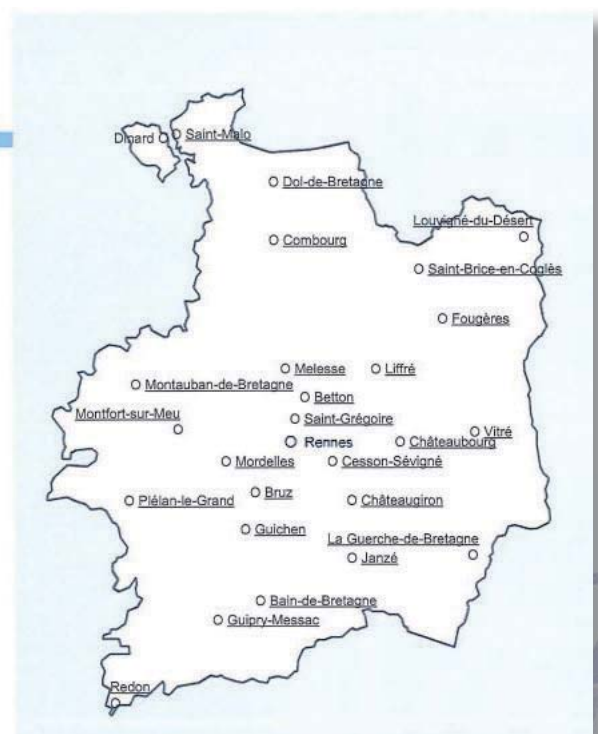 Dinard
Saint-Malo
Dol-de-Bretagne
Louvigné-du-Désert
Combourg
Saint-Brice-en-Coglès
Fougères
Melesse
Liffré
Montauban-de-Bretagne
Betton
Montfort-sur-Meu
Saint-Grégoire
Vitré
Rennes
Châteaubourg
Mordelles
Cesson-Sévigné
Bruz
Plélan-le-Grand
Châteaugiron
Guichen
La Guerche-de-Bretagne
Janzé
Bain-de-Bretagne
Guipry-Messac
Redon